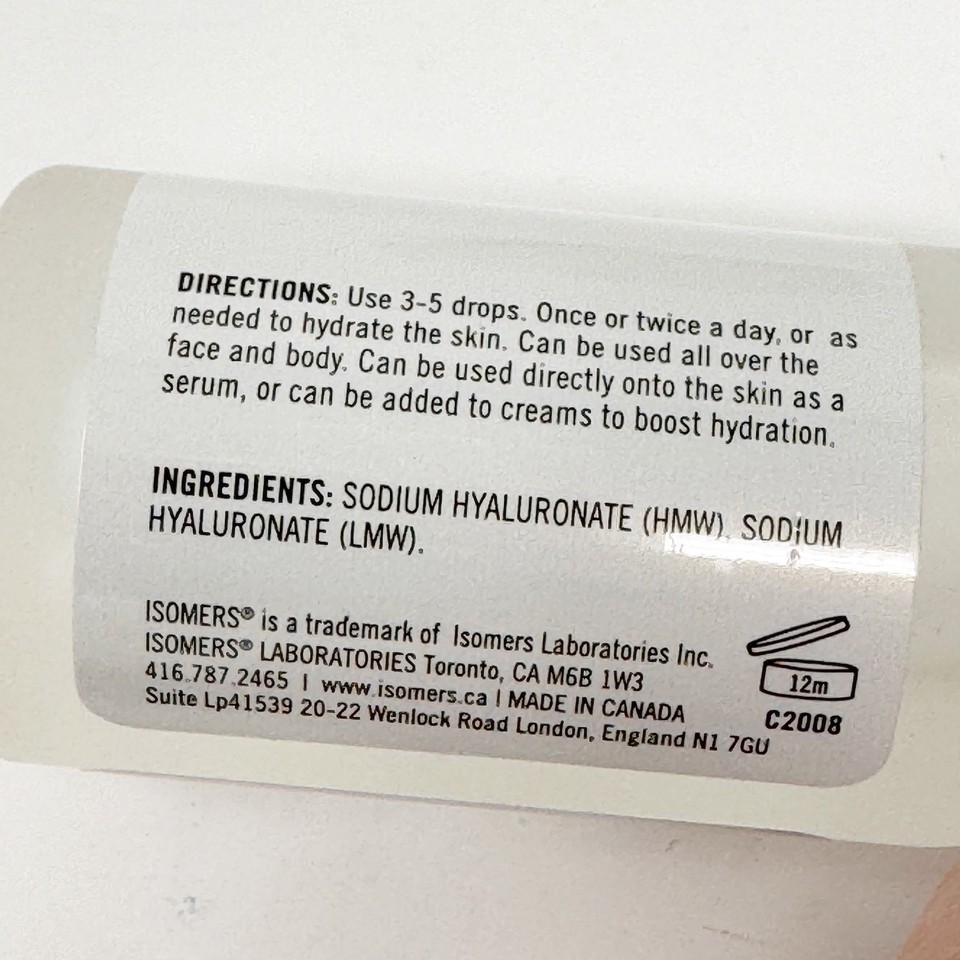 DIRECTIONS: Use 3-5 drops. Once or twice a day, or as
needed to hydrate the skin. Can be used all over the
face and body. Can be used directly onto the skin as a
serum, or can be added to creams to boost hydration.
INGREDIENTS: SODIUM HYALURONATE (HMW), SODIUM
HYALURONATE (LMW).
ISOMERS® is a trademark of Isomers Laboratories Inc.
ISOMERS® LABORATORIES Toronto, CA M6B 1W3
416.787.2465 | www.isomers.ca | MADE IN CANADA
Suite Lp41539 20-22 Wenlock Road London, England N1 7GU
12m
C2008